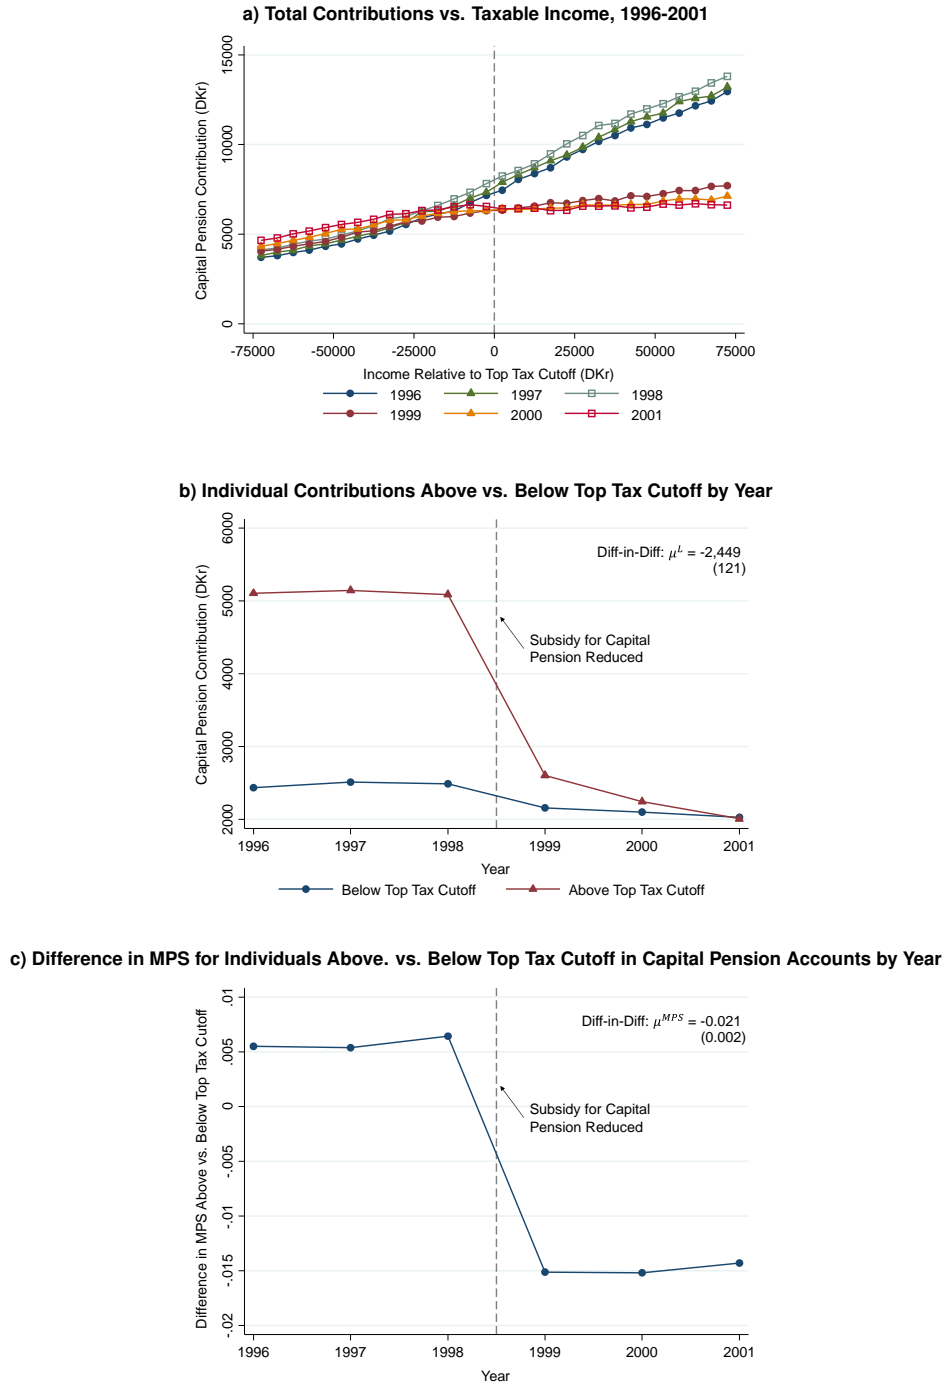 a) Total Contributions vs. Taxable Income, 1996-2001
Capital Pension Contribution (DKr)
15000
10000
5000
0
-75000 -50000 -25000 0 25000 50000 75000
Income Relative to Top Tax Cutoff (DKr)
1996 1997 1998
1999 2000 2001
b) Individual Contributions Above vs. Below Top Tax Cutoff by Year
Capital Pension Contribution (DKr)
6000
5000
4000
3000
2000
Diff-in-Diff: μ^L = -2,449
(121)
Subsidy for Capital
Pension Reduced
1996 1997 1998 1999 2000 2001
Year
Below Top Tax Cutoff Above Top Tax Cutoff
c) Difference in MPS for Individuals Above. vs. Below Top Tax Cutoff in Capital Pension Accounts by Year
Difference in MPS Above vs. Below Top Tax Cutoff
.01
.005
0
-.005
-.01
-.015
-.02
Diff-in-Diff: μ^MPS = -0.021
(0.002)
Subsidy for Capital
Pension Reduced
1996 1997 1998 1999 2000 2001
Year